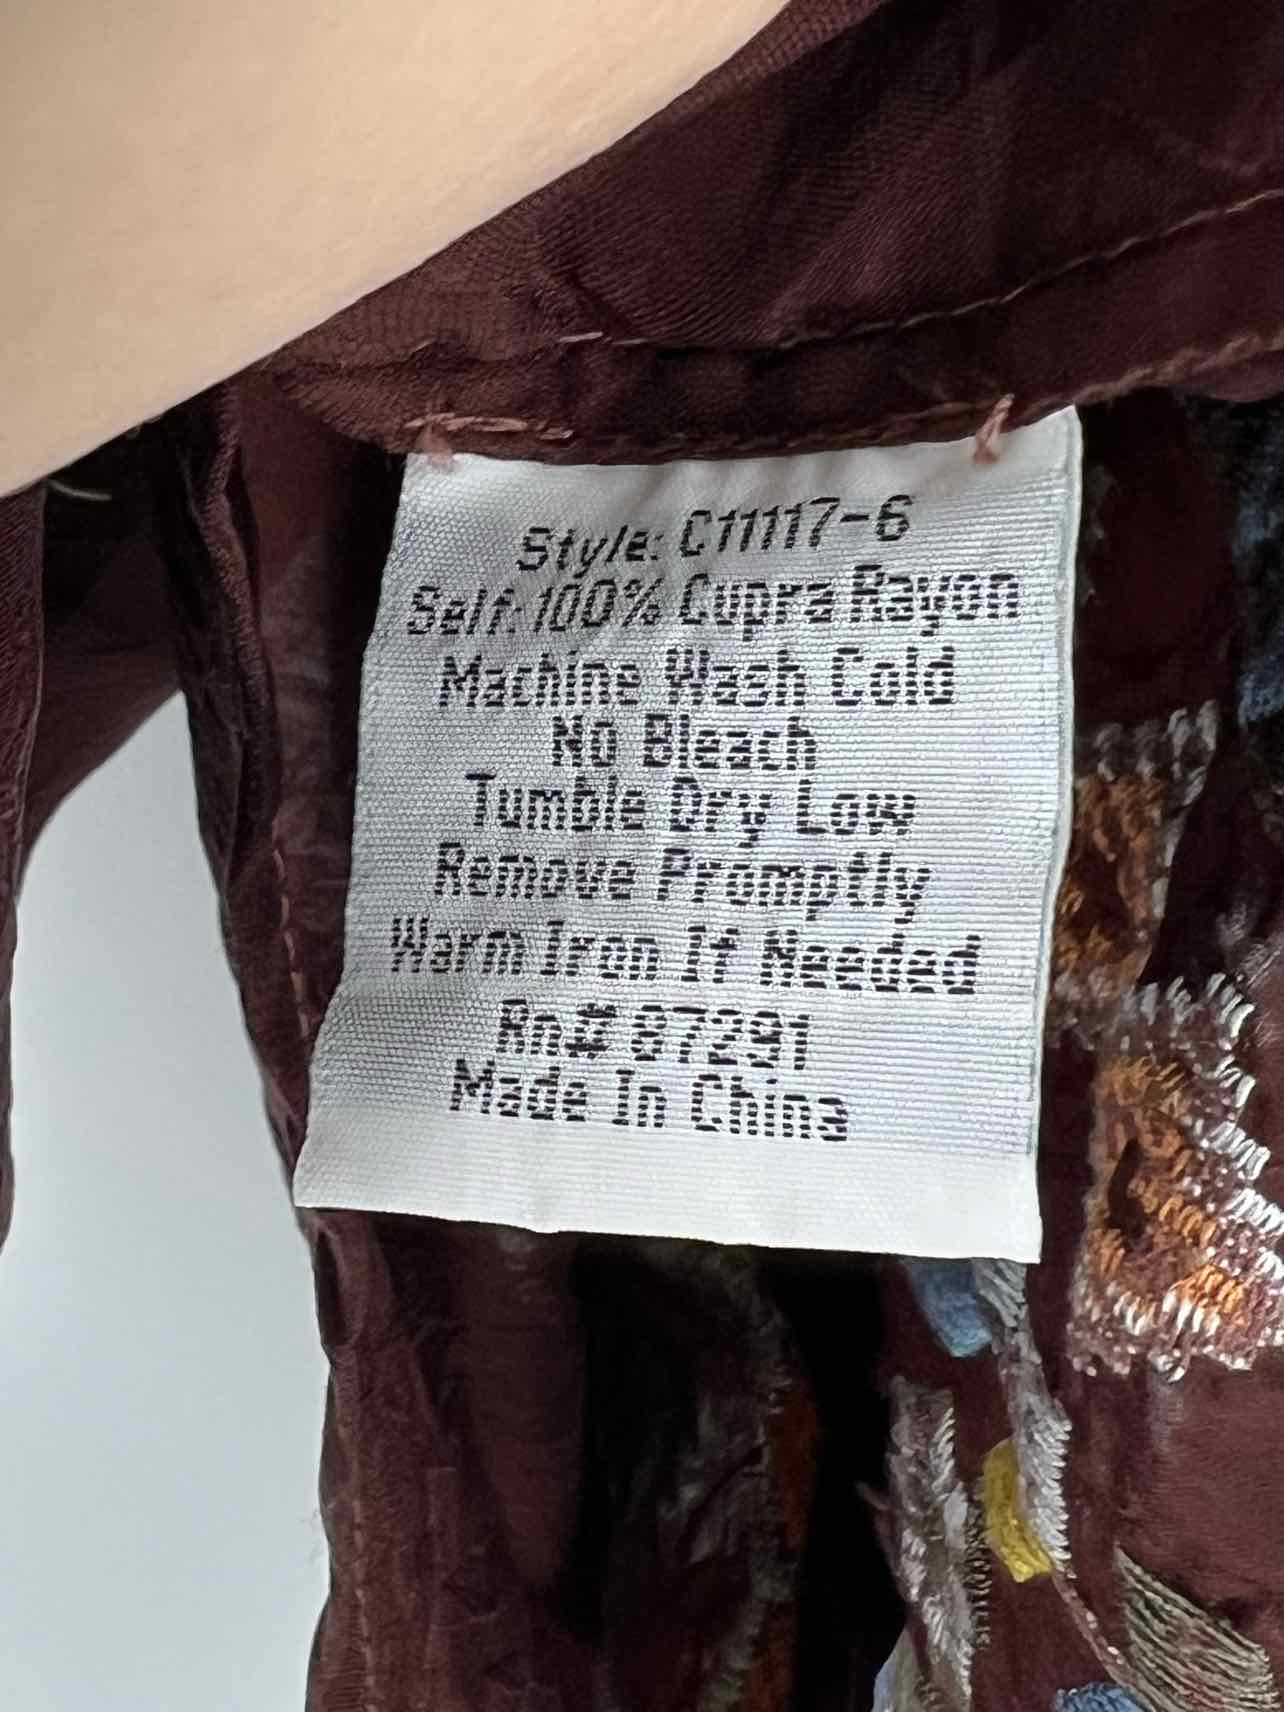 Style: C11117-6
Self: 100% Cupra Rayon
Machine Wash Cold
No Bleach
Tumble Dry Low
Remove Promptly
Warm Iron If Needed
Rn# 87291
Made In China